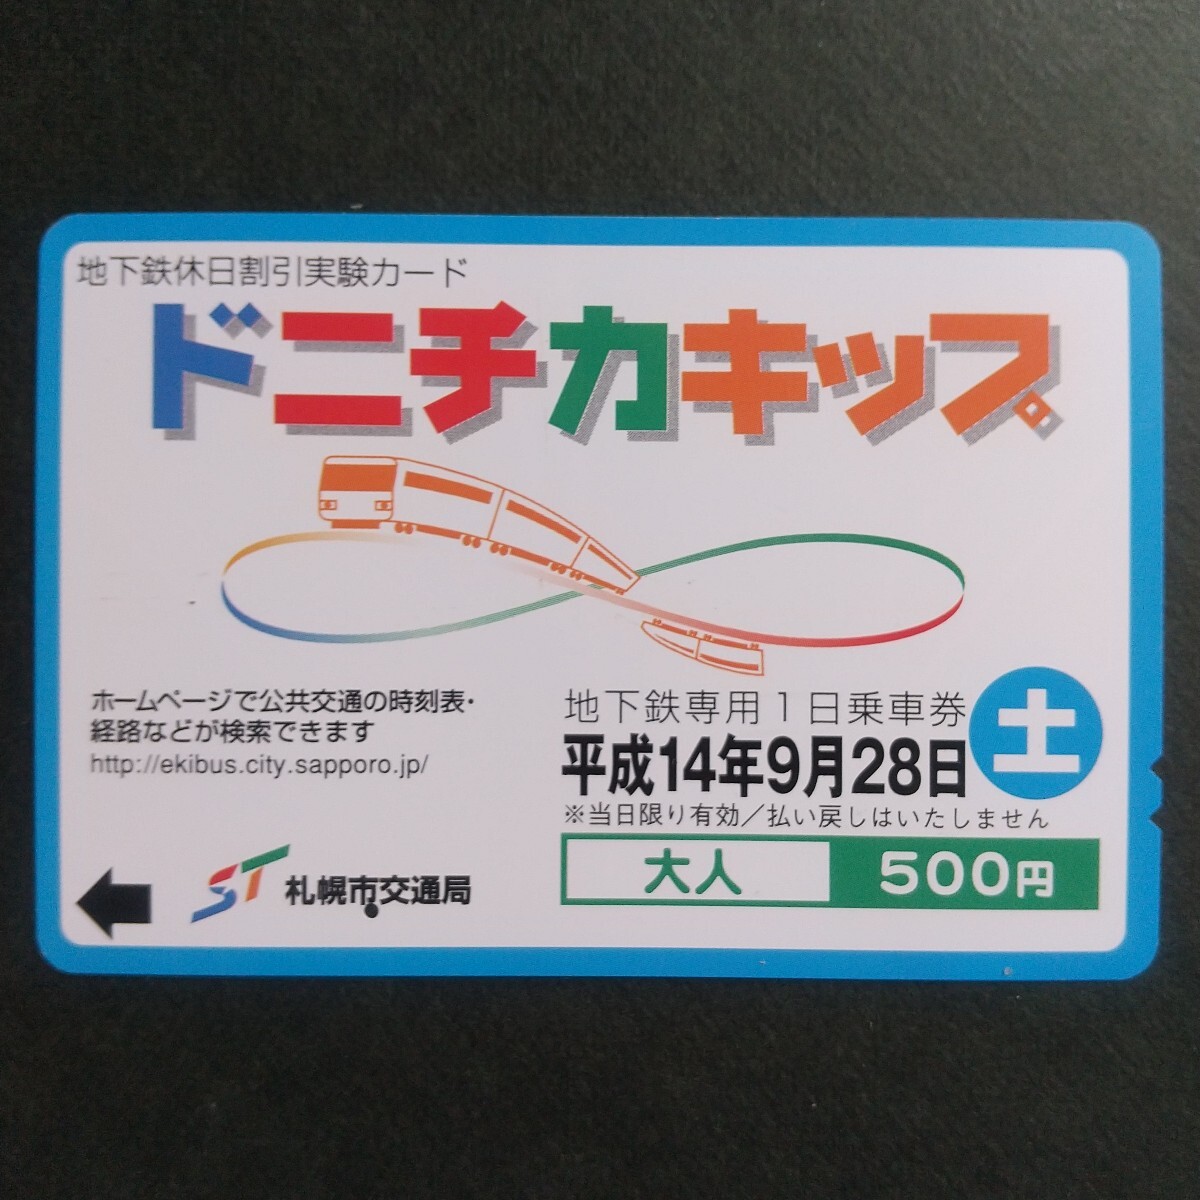 地下鉄休日割引実験カード
ドニチカキップ
ホームページで公共交通の時刻表・
経路などが検索できます
http://ekibus.city.sapporo.jp/
地下鉄専用1日乗車券
平成14年9月28日 土
※当日限り有効／払い戻しはいたしません
大人 500円
ST 札幌市交通局